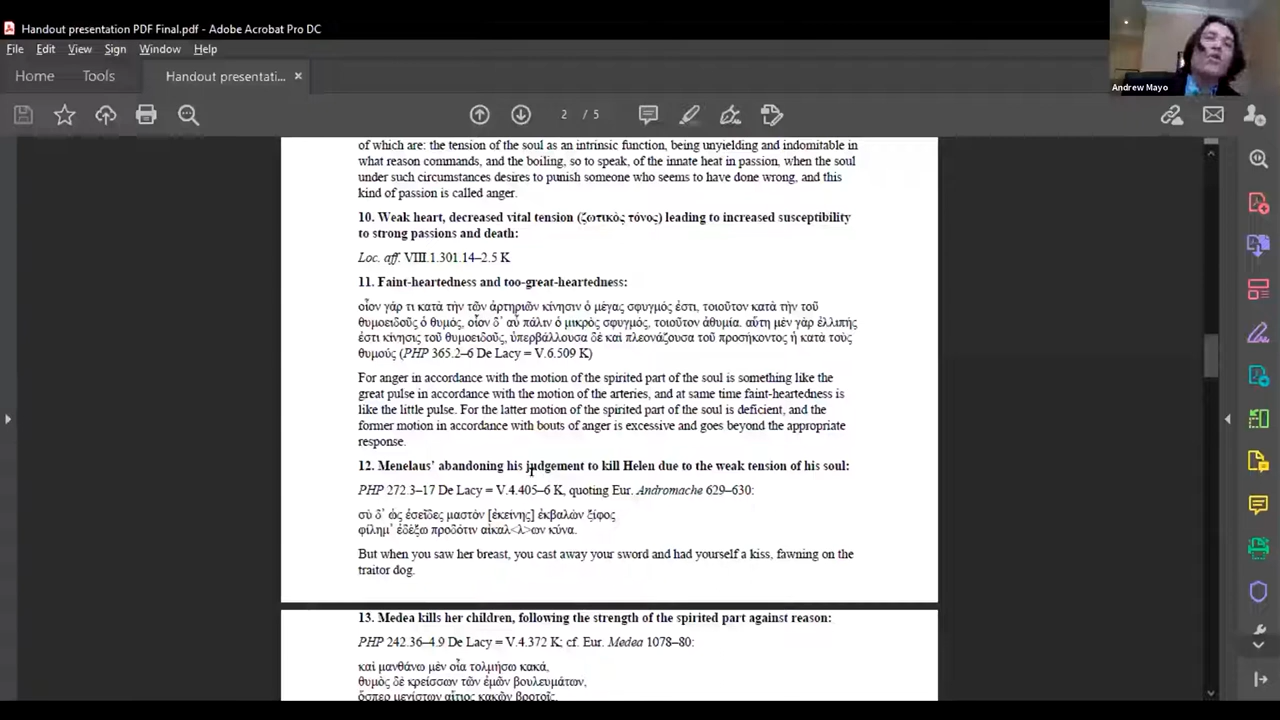 Handout presentation PDF Final.pdf - Adobe Acrobat Pro DC
File Edit View Sign Window Help
Home Tools Handout presentati... ×
2 / 5
Andrew Mayo
of which are: the tension of the soul as an intrinsic function, being unyielding and indomitable in
what reason commands, and the boiling, so to speak, of the innate heat in passion, when the soul
under such circumstances desires to punish someone who seems to have done wrong, and this
kind of passion is called anger.
10. Weak heart, decreased vital tension (ζωτικὸς τόνος) leading to increased susceptibility
to strong passions and death:
Loc. aff. VIII.1.301.14–2.5 K
11. Faint-heartedness and too-great-heartedness:
οἷον γάρ τι κατὰ τὴν τῶν ἀρτηριῶν κίνησιν ὁ μέγας σφυγμός ἐστι, τοιοῦτον κατὰ τὴν τοῦ
θυμοειδοῦς ὁ θυμός, οἷον δ’ αὖ πάλιν ὁ μικρὸς σφυγμός, τοιοῦτον ἀθυμία. αὕτη μὲν γὰρ ἐλλιπής
ἐστι κίνησις τοῦ θυμοειδοῦς, ὑπερβάλλουσα δὲ καὶ πλεονάζουσα τοῦ προσήκοντος ἡ κατὰ τοὺς
θυμούς (PHP 365.2–6 De Lacy = V.6.509 K)
For anger in accordance with the motion of the spirited part of the soul is something like the
great pulse in accordance with the motion of the arteries, and at same time faint-heartedness is
like the little pulse. For the latter motion of the spirited part of the soul is deficient, and the
former motion in accordance with bouts of anger is excessive and goes beyond the appropriate
response.
12. Menelaus’ abandoning his judgement to kill Helen due to the weak tension of his soul:
PHP 272.3–17 De Lacy = V.4.405–6 K, quoting Eur. Andromache 629–630:
σὺ δ’ ὡς ἐσεῖδες μαστόν [ἐκείνης] ἐκβαλὼν ξίφος
φίλημ’ ἐδέξω προδότιν αἰκαλ<λ>ων κύνα.
But when you saw her breast, you cast away your sword and had yourself a kiss, fawning on the
traitor dog.
13. Medea kills her children, following the strength of the spirited part against reason:
PHP 242.36–4.9 De Lacy = V.4.372 K; cf. Eur. Medea 1078–80:
καὶ μανθάνω μὲν οἷα τολμήσω κακά,
θυμὸς δὲ κρείσσων τῶν ἐμῶν βουλευμάτων,
ὅσπερ μεγίστων αἴτιος κακῶν βροτοῖς.